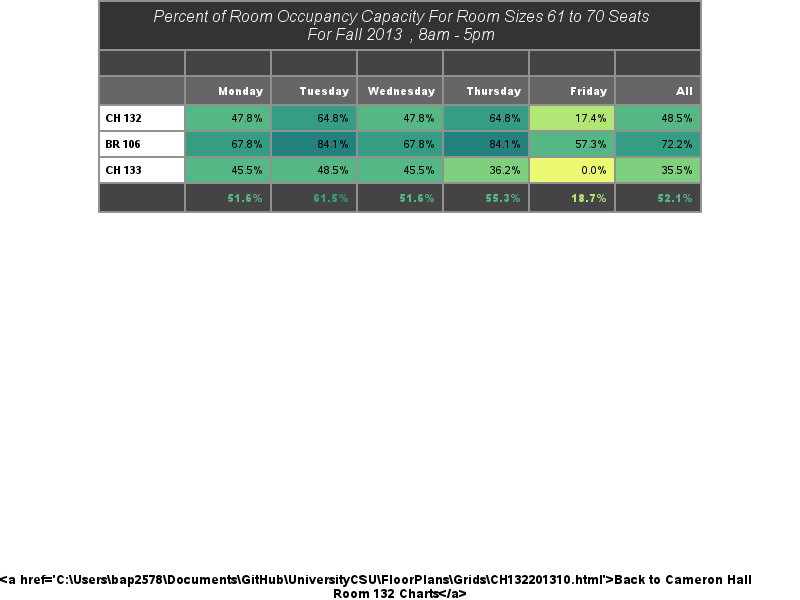 Percent of Room Occupancy Capacity For Room Sizes 61 to 70 Seats
For Fall 2013 , 8am - 5pm
Monday Tuesday Wednesday Thursday Friday All
CH 132 47.8% 64.8% 47.8% 64.8% 17.4% 48.5%
BR 106 67.8% 84.1% 67.8% 84.1% 57.3% 72.2%
CH 133 45.5% 48.5% 45.5% 36.2% 0.0% 35.5%
51.6% 61.5% 51.6% 55.3% 18.7% 52.1%
<a href='C:\Users\bap2578\Documents\GitHub\UniversityCSU\FloorPlans\Grids\CH132201310.html'>Back to Cameron Hall
Room 132 Charts</a>